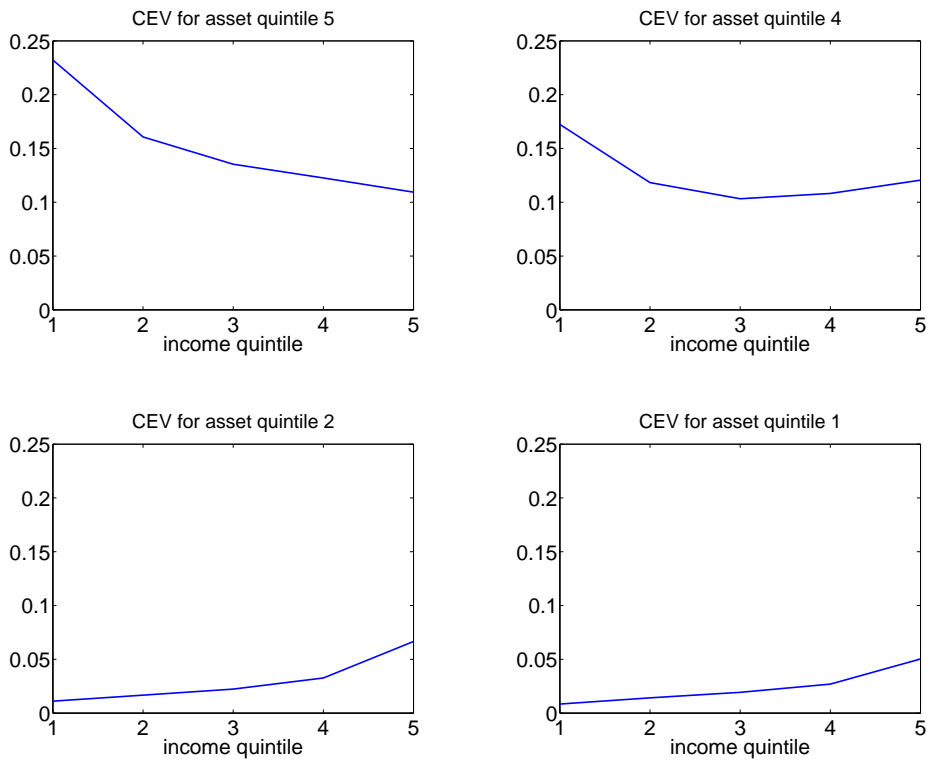 CEV for asset quintile 5
0.25
0.2
0.15
0.1
0.05
0
1 2 3 4 5
income quintile
CEV for asset quintile 4
0.25
0.2
0.15
0.1
0.05
0
1 2 3 4 5
income quintile
CEV for asset quintile 2
0.25
0.2
0.15
0.1
0.05
0
1 2 3 4 5
income quintile
CEV for asset quintile 1
0.25
0.2
0.15
0.1
0.05
0
1 2 3 4 5
income quintile